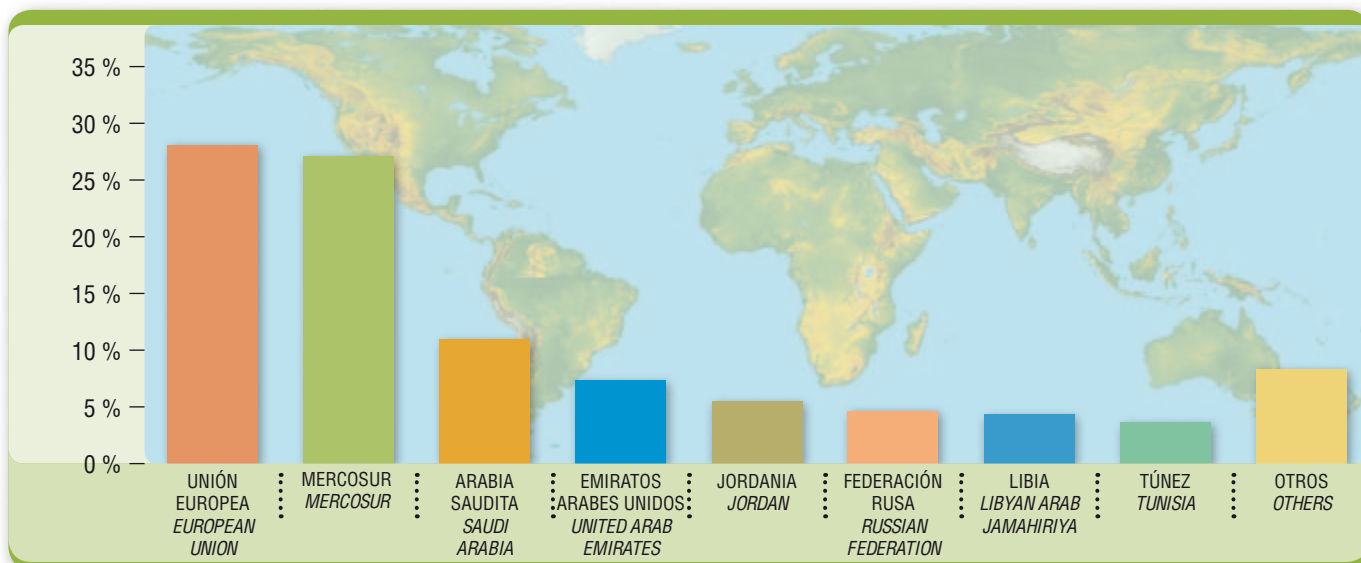 35 %
30 %
25 %
20 %
15 %
10 %
5 %
0 %
UNIÓN
EUROPEA
EUROPEAN
UNION
MERCOSUR
MERCOSUR
ARABIA
SAUDITA
SAUDI
ARABIA
EMIRATOS
ARABES UNIDOS
UNITED ARAB
EMIRATES
JORDANIA
JORDAN
FEDERACIÓN
RUSA
RUSSIAN
FEDERATION
LIBIA
LIBYAN ARAB
JAMAHIRIYA
TÚNEZ
TUNISIA
OTROS
OTHERS